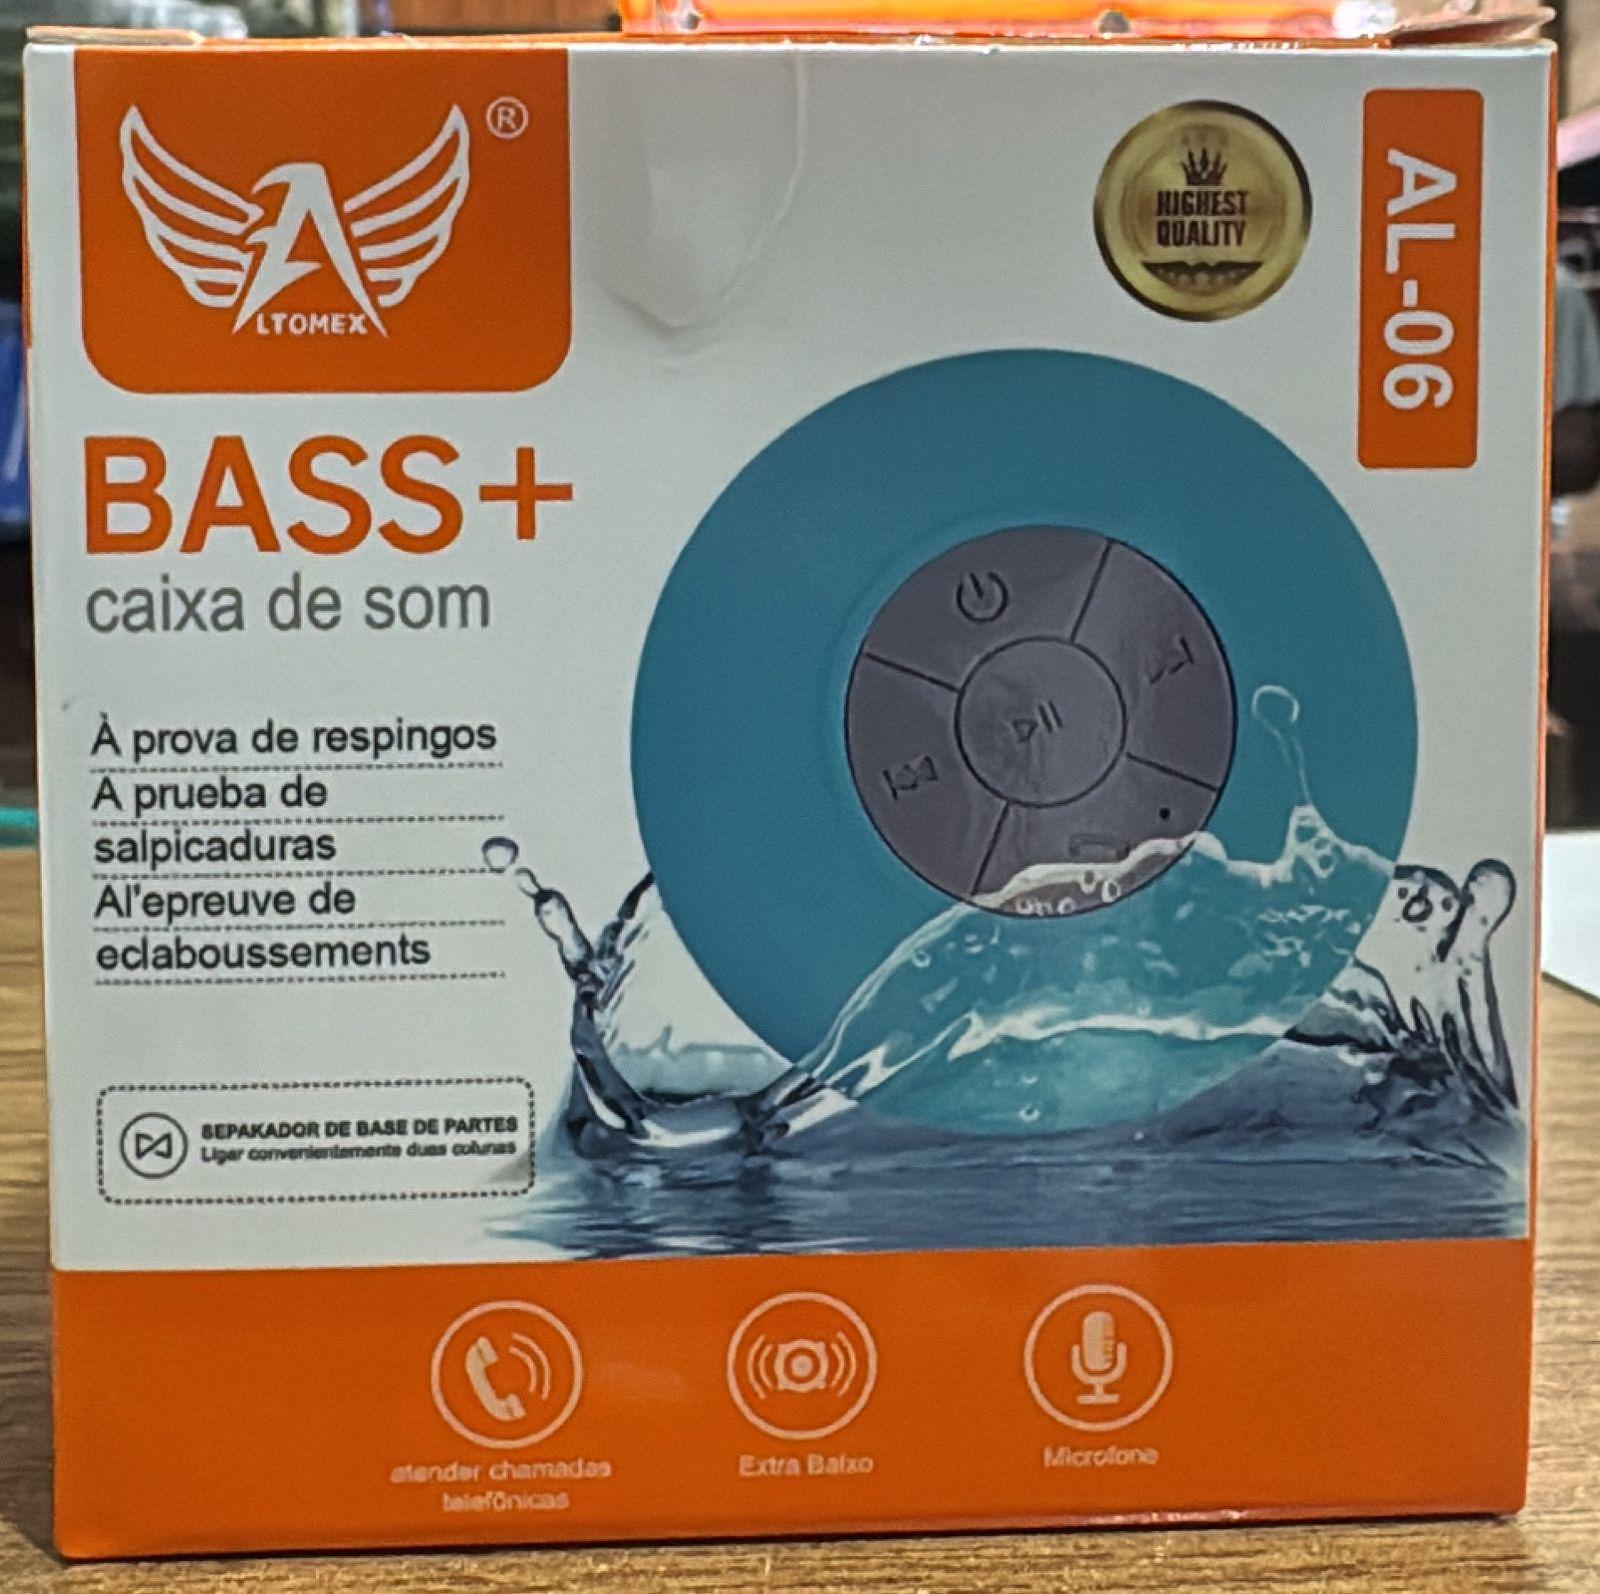 ®
ALTOMEX
HIGHEST
QUALITY
AL-06
BASS+
caixa de som
À prova de respingos
A prueba de
salpicaduras
Al'epreuve de
eclaboussements
SEPAKADOR DE BASE DE PARTES
Ligar convenientemente duas colunas
atender chamadas
telefônicas
Extra Baixo
Microfone